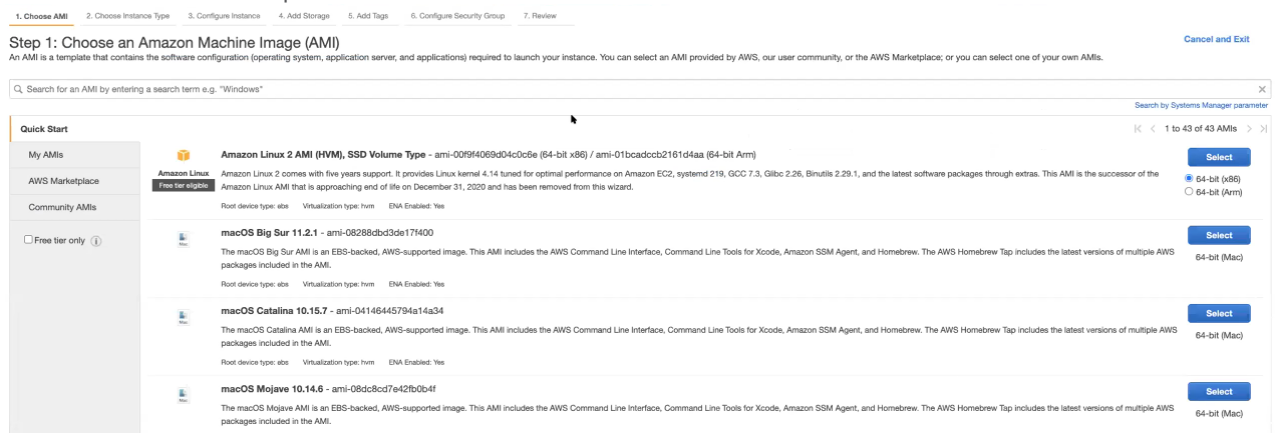 1. Choose AMI 2. Choose Instance Type 3. Configure Instance 4. Add Storage 5. Add Tags 6. Configure Security Group 7. Review
Step 1: Choose an Amazon Machine Image (AMI)
Cancel and Exit
An AMI is a template that contains the software configuration (operating system, application server, and applications) required to launch your instance. You can select an AMI provided by AWS, our user community, or the AWS Marketplace; or you can select one of your own AMIs.
Search for an AMI by entering a search term e.g. "Windows"
Search by Systems Manager parameter
Quick Start
1 to 43 of 43 AMIs
My AMIs
AWS Marketplace
Community AMIs
Free tier only
Amazon Linux
Free tier eligible
Amazon Linux 2 AMI (HVM), SSD Volume Type - ami-00f9f4069d04c0c6e (64-bit x86) / ami-01bcadccb2161d4aa (64-bit Arm)
Amazon Linux 2 comes with five years support. It provides Linux kernel 4.14 tuned for optimal performance on Amazon EC2, systemd 219, GCC 7.3, Glibc 2.26, Binutils 2.29.1, and the latest software packages through extras. This AMI is the successor of the
Amazon Linux AMI that is approaching end of life on December 31, 2020 and has been removed from this wizard.
Root device type: ebs Virtualization type: hvm ENA Enabled: Yes
Select
64-bit (x86)
64-bit (Arm)
Mac
macOS Big Sur 11.2.1 - ami-08288dbd3de17f400
The macOS Big Sur AMI is an EBS-backed, AWS-supported image. This AMI includes the AWS Command Line Interface, Command Line Tools for Xcode, Amazon SSM Agent, and Homebrew. The AWS Homebrew Tap includes the latest versions of multiple AWS
packages included in the AMI.
Root device type: ebs Virtualization type: hvm ENA Enabled: Yes
Select
64-bit (Mac)
Mac
macOS Catalina 10.15.7 - ami-04146445794a14a34
The macOS Catalina AMI is an EBS-backed, AWS-supported image. This AMI includes the AWS Command Line Interface, Command Line Tools for Xcode, Amazon SSM Agent, and Homebrew. The AWS Homebrew Tap includes the latest versions of multiple AWS
packages included in the AMI.
Root device type: ebs Virtualization type: hvm ENA Enabled: Yes
Select
64-bit (Mac)
Mac
macOS Mojave 10.14.6 - ami-08dc8cd7e42fb0b4f
The macOS Mojave AMI is an EBS-backed, AWS-supported image. This AMI includes the AWS Command Line Interface, Command Line Tools for Xcode, Amazon SSM Agent, and Homebrew. The AWS Homebrew Tap includes the latest versions of multiple AWS
packages included in the AMI.
Select
64-bit (Mac)